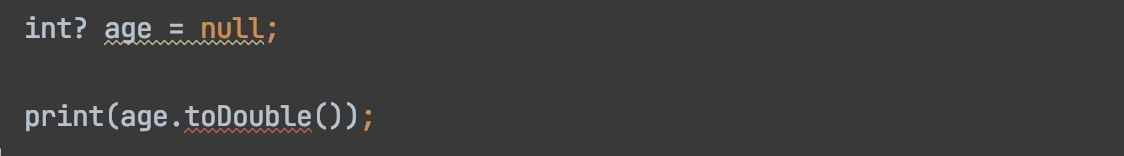 int? age = null;
print(age.toDouble());